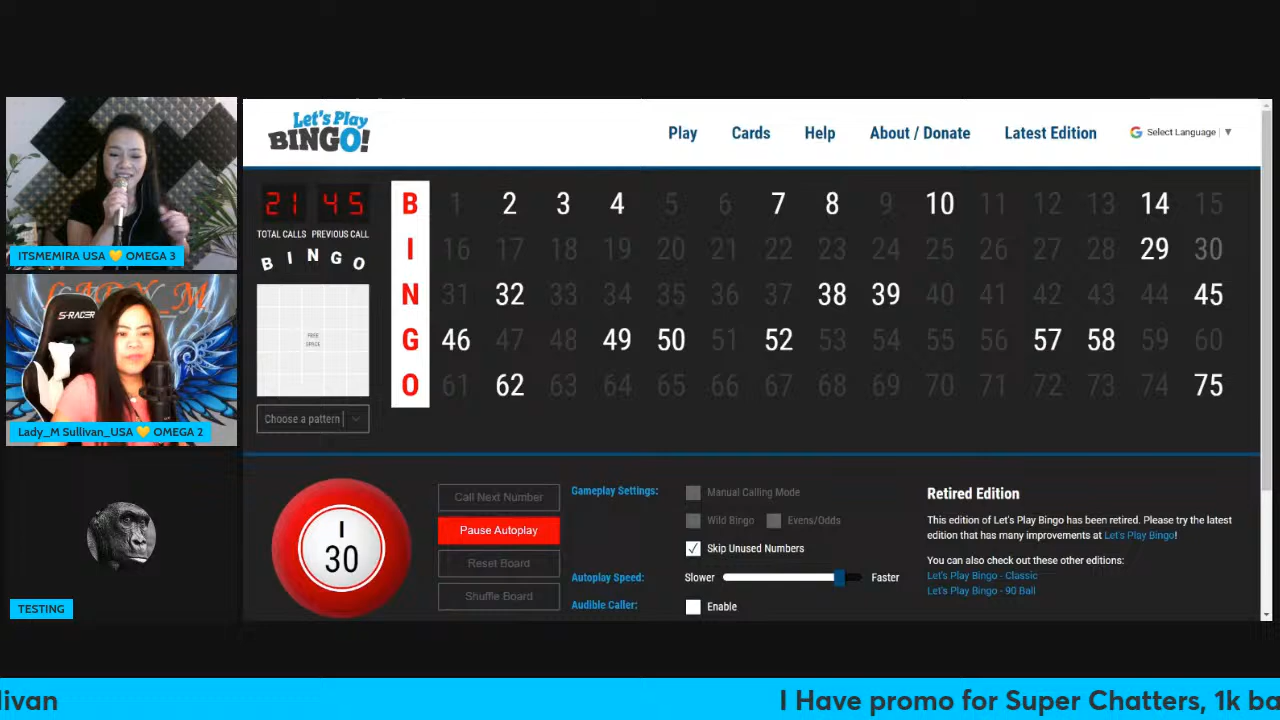 Let's Play
BINGO!
Play
Cards
Help
About / Donate
Latest Edition
Select Language
21 45
TOTAL CALLS PREVIOUS CALL
B I N G O
FREE
SPACE
Choose a pattern
B 1 2 3 4 5 6 7 8 9 10 11 12 13 14 15
I 16 17 18 19 20 21 22 23 24 25 26 27 28 29 30
N 31 32 33 34 35 36 37 38 39 40 41 42 43 44 45
G 46 47 48 49 50 51 52 53 54 55 56 57 58 59 60
O 61 62 63 64 65 66 67 68 69 70 71 72 73 74 75
ITSMEMIRA USA 💛 OMEGA 3
LADY_M
S-RACER
Lady_M Sullivan_USA 💛 OMEGA 2
TESTING
I
30
Call Next Number
Pause Autoplay
Reset Board
Shuffle Board
Gameplay Settings:
Manual Calling Mode
Wild Bingo
Evens/Odds
Skip Unused Numbers
Autoplay Speed:
Slower
Faster
Audible Caller:
Enable
Retired Edition
This edition of Let's Play Bingo has been retired. Please try the latest
edition that has many improvements at Let's Play Bingo!
You can also check out these other editions:
Let's Play Bingo - Classic
Let's Play Bingo - 90 Ball
livan
I Have promo for Super Chatters, 1k ba